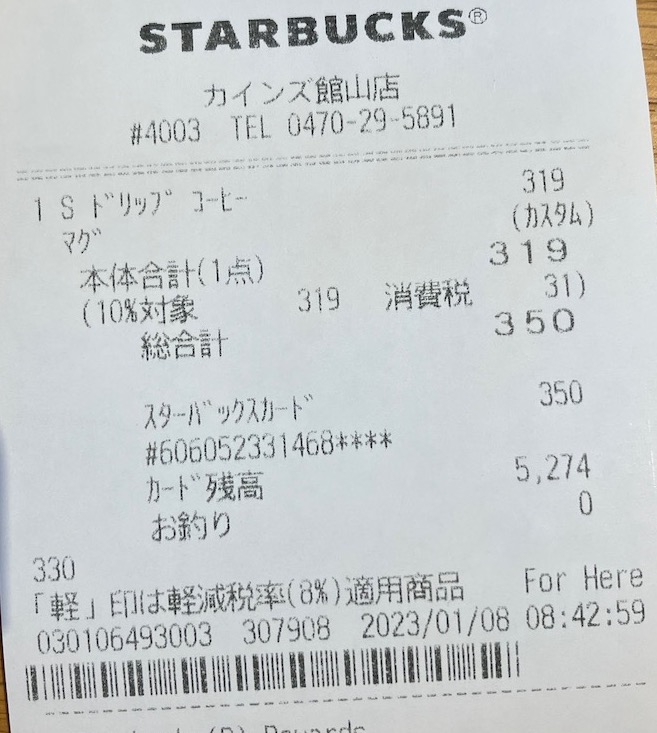 STARBUCKS®
カインズ館山店
#4003 TEL 0470-29-5891
1 S ドリップ コーヒー 319
マグ (カスタム)
本体合計(1点) 319
(10%対象 319 消費税 31)
総合計 350
スターバックスカード 350
#606052331468****
カード残高 5,274
お釣り 0
330
「軽」印は軽減税率(8%)適用商品 For Here
030106493003 307908 2023/01/08 08:42:59
(R) Rewards